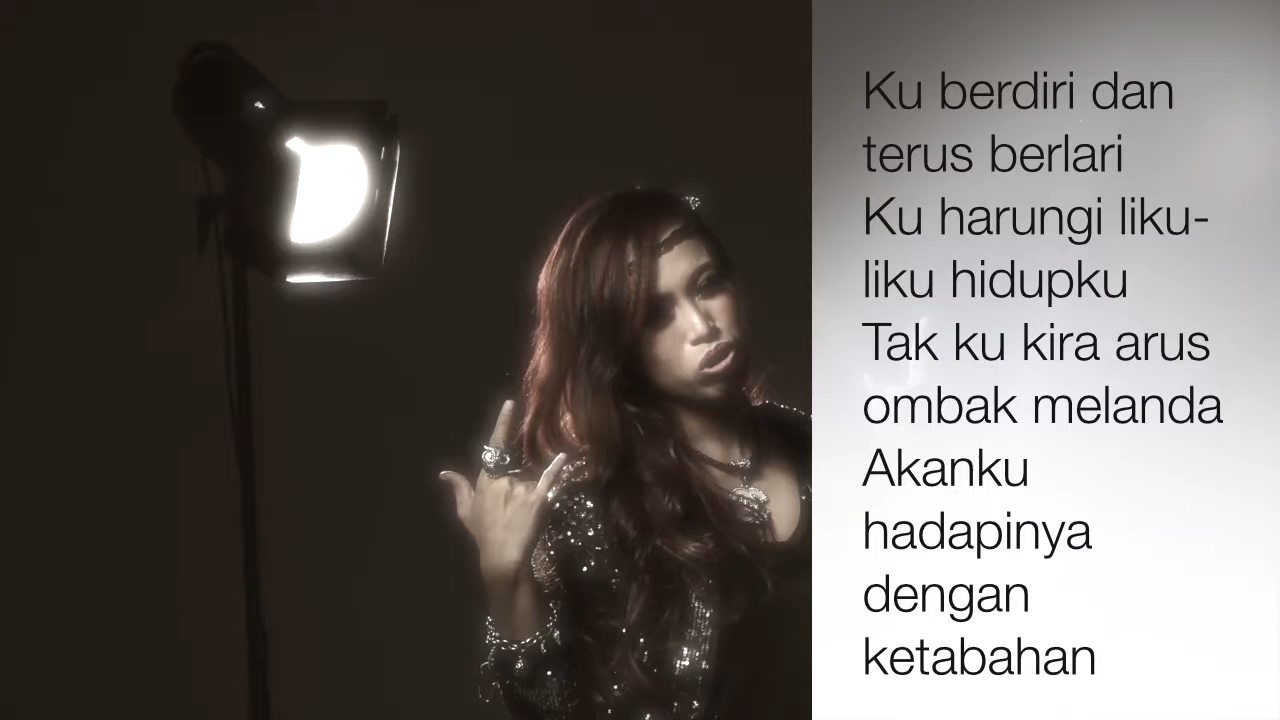 Ku berdiri dan
terus berlari
Ku harungi liku-
liku hidupku
Tak ku kira arus
ombak melanda
Akanku
hadapinya
dengan
ketabahan